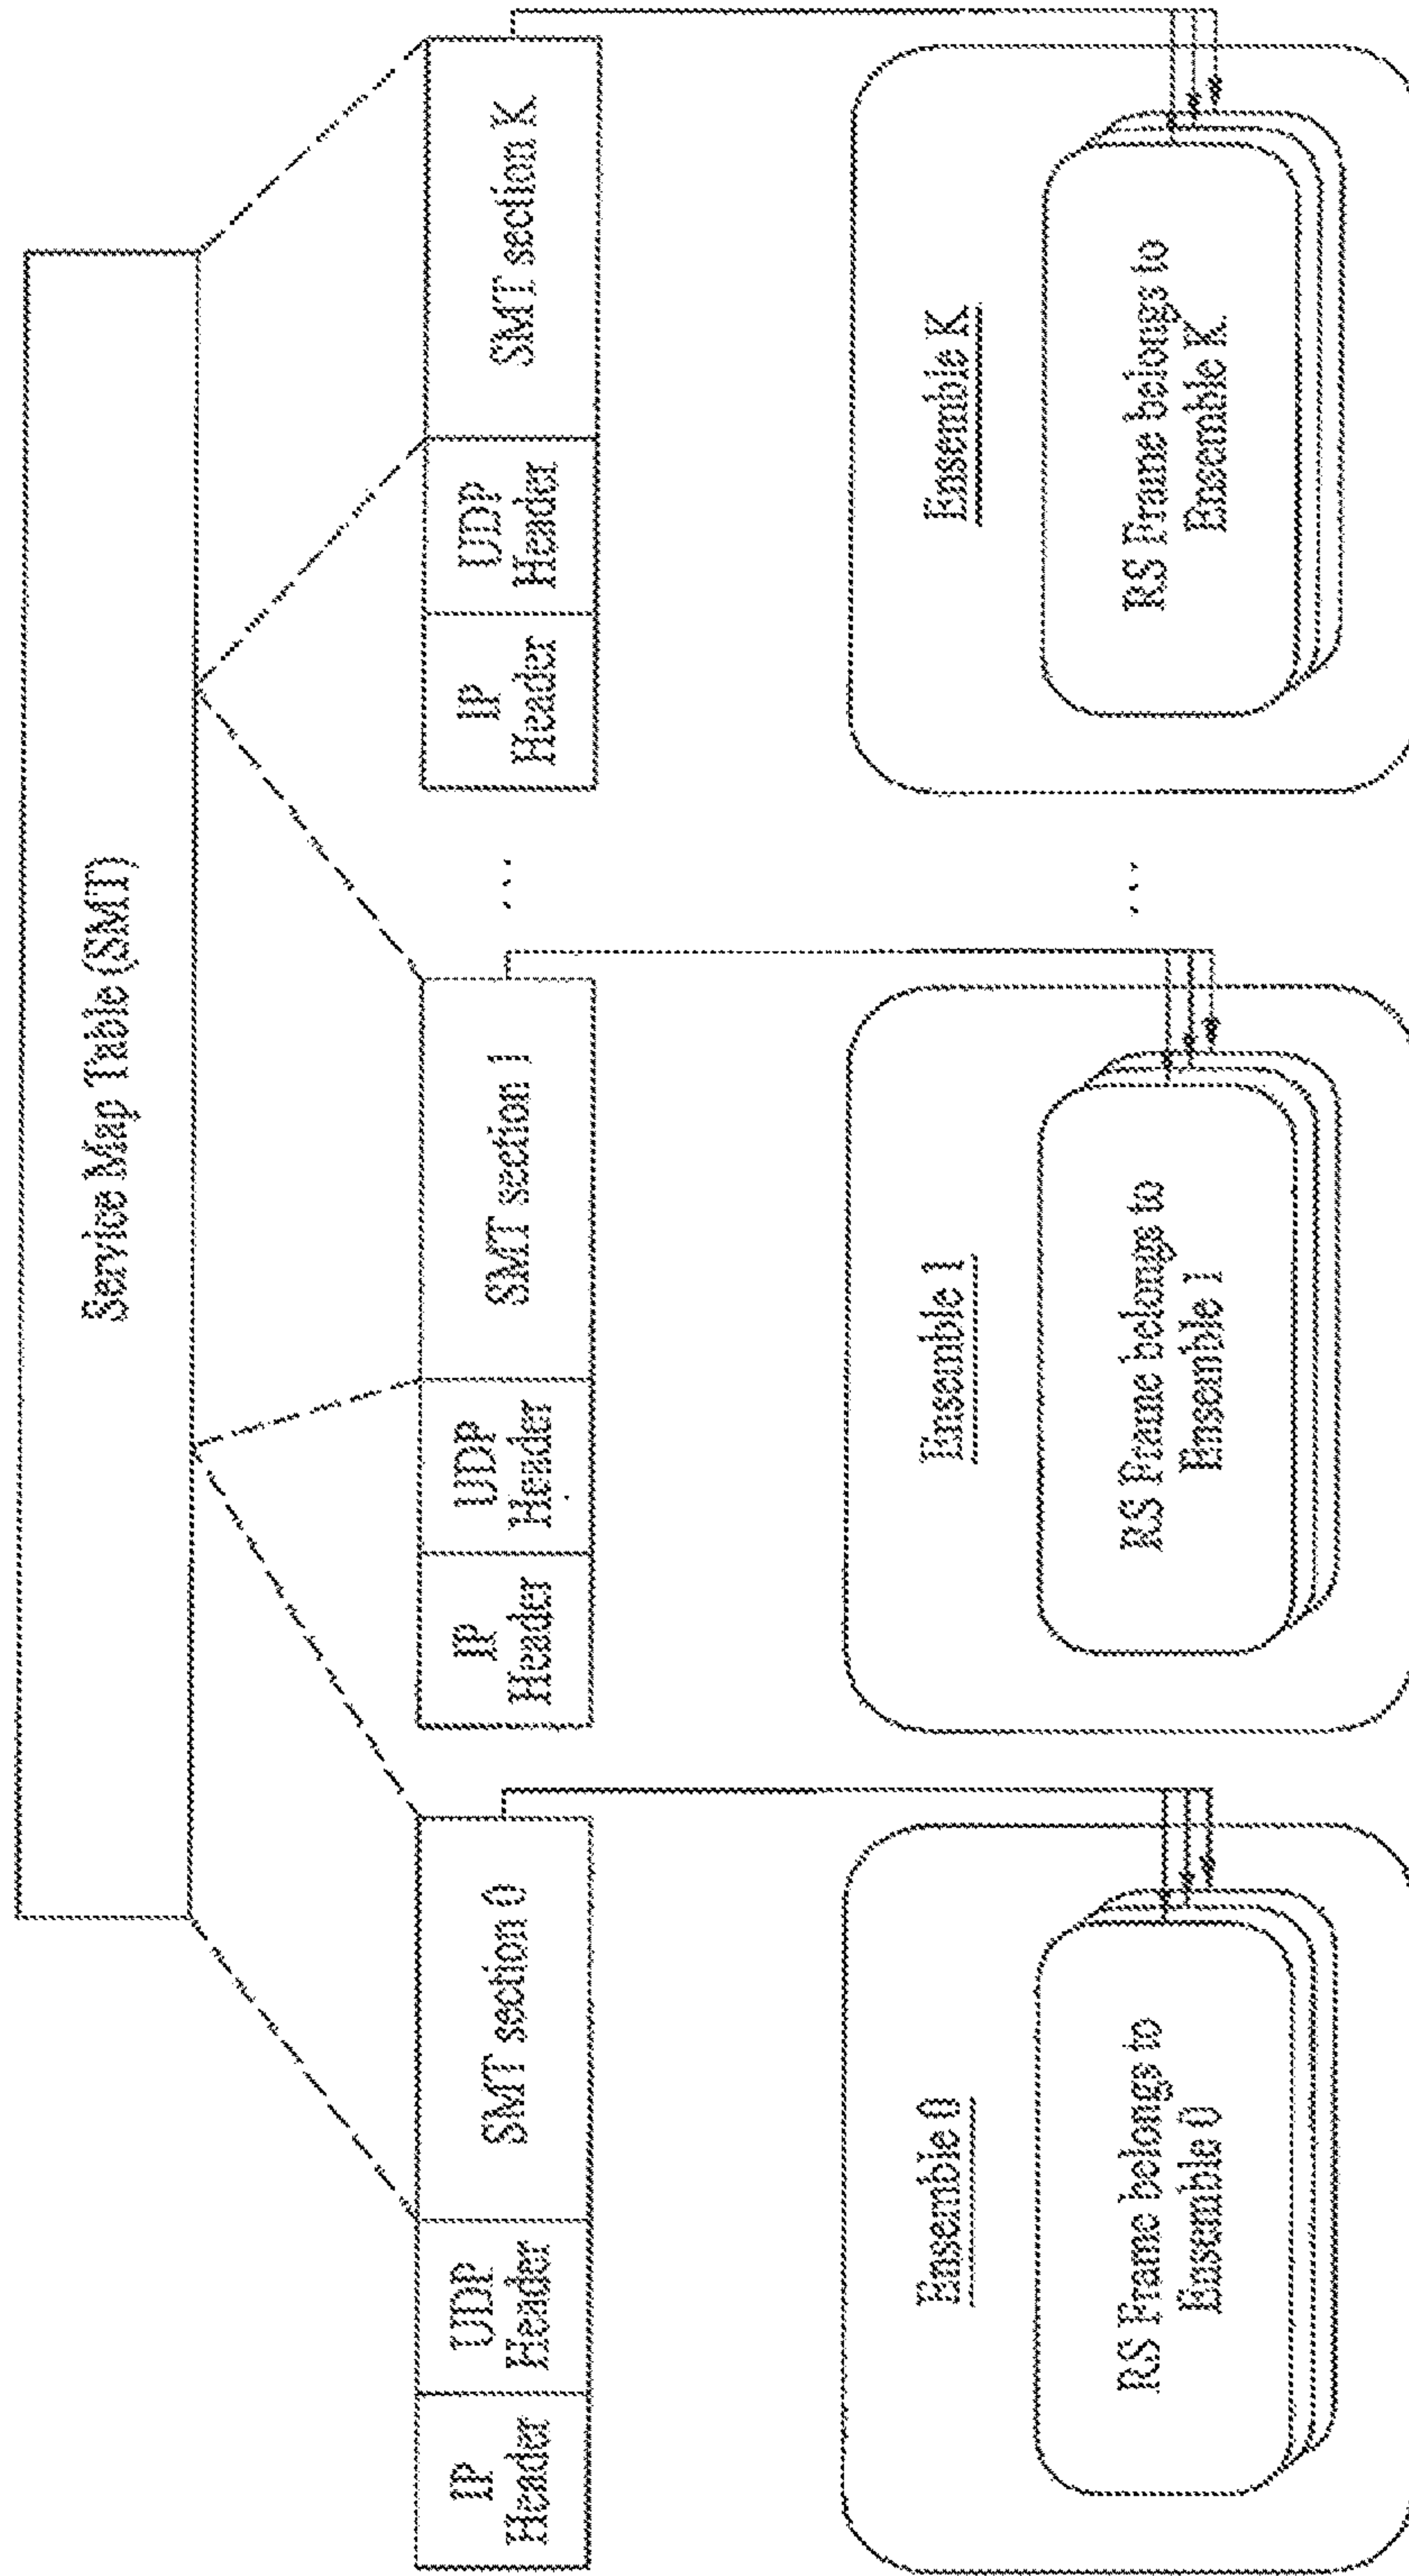 Service Map Table (SMT)
IP
Header
UDP
Header
SMT section 0
IP
Header
UDP
Header
SMT section 1
...
IP
Header
UDP
Header
SMT section K
Ensemble 0
RS Frame belongs to
Ensemble 0
Ensemble 1
RS Frame belongs to
Ensemble 1
...
Ensemble K
RS Frame belongs to
Ensemble K